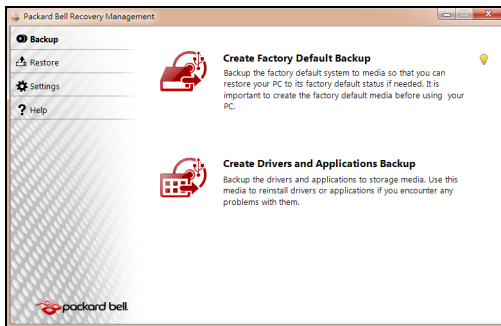 Packard Bell Recovery Management
Backup
Restore
Settings
Help
Create Factory Default Backup
Backup the factory default system to media so that you can
restore your PC to its factory default status if needed. It is
important to create the factory default media before using your
PC.
Create Drivers and Applications Backup
Backup the drivers and applications to storage media. Use this
media to reinstall drivers or applications if you encounter any
problems with them.
packard bell.